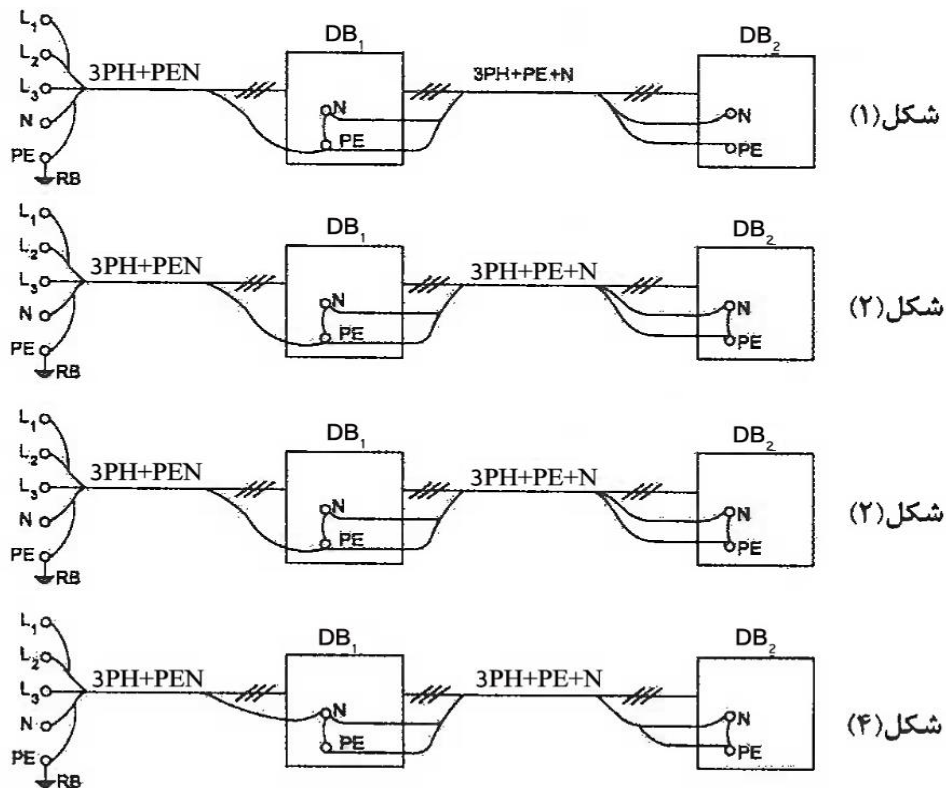 L₁
L₂
L₃
N
PE
RB
3PH+PEN
DB₁
N
PE
3PH+PE+N
DB₂
N
PE
شکل(۱)
L₁
L₂
L₃
N
PE
RB
3PH+PEN
DB₁
N
PE
3PH+PE+N
DB₂
N
PE
شکل(۲)
L₁
L₂
L₃
N
PE
RB
3PH+PEN
DB₁
N
PE
3PH+PE+N
DB₂
N
PE
شکل(۲)
L₁
L₂
L₃
N
PE
RB
3PH+PEN
DB₁
N
PE
3PH+PE+N
DB₂
N
PE
شکل(۴)